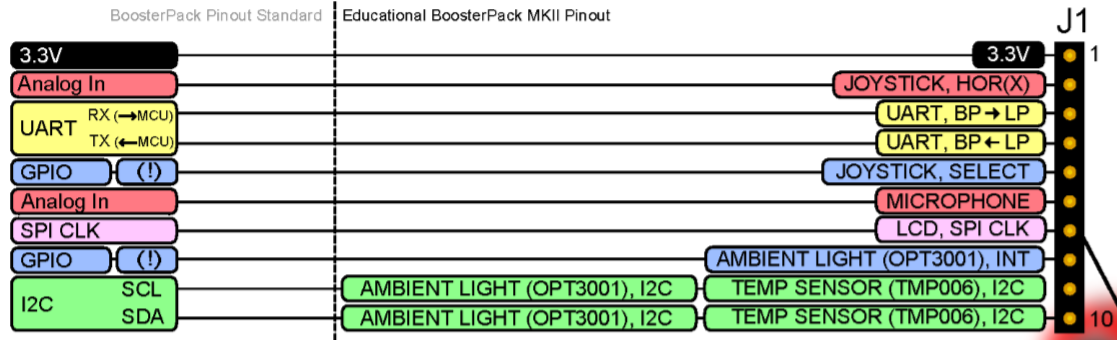 BoosterPack Pinout Standard Educational BoosterPack MKII Pinout
J1
3.3V 3.3V 1
Analog In JOYSTICK, HOR(X)
UART RX (→MCU) UART, BP→LP
TX (←MCU) UART, BP←LP
GPIO (!) JOYSTICK, SELECT
Analog In MICROPHONE
SPI CLK LCD, SPI CLK
GPIO (!) AMBIENT LIGHT (OPT3001), INT
I2C SCL AMBIENT LIGHT (OPT3001), I2C TEMP SENSOR (TMP006), I2C
SDA AMBIENT LIGHT (OPT3001), I2C TEMP SENSOR (TMP006), I2C 10